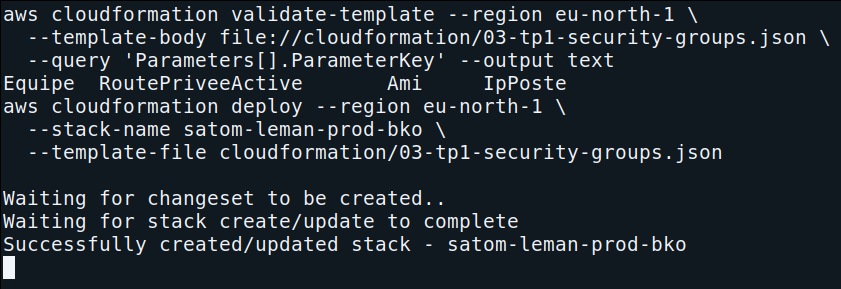 aws cloudformation validate-template --region eu-north-1 \
  --template-body file://cloudformation/03-tp1-security-groups.json \
  --query 'Parameters[].ParameterKey' --output text
Equipe  RoutePriveeActive       Ami     IpPoste
aws cloudformation deploy --region eu-north-1 \
  --stack-name satom-leman-prod-bko \
  --template-file cloudformation/03-tp1-security-groups.json

Waiting for changeset to be created..
Waiting for stack create/update to complete
Successfully created/updated stack - satom-leman-prod-bko